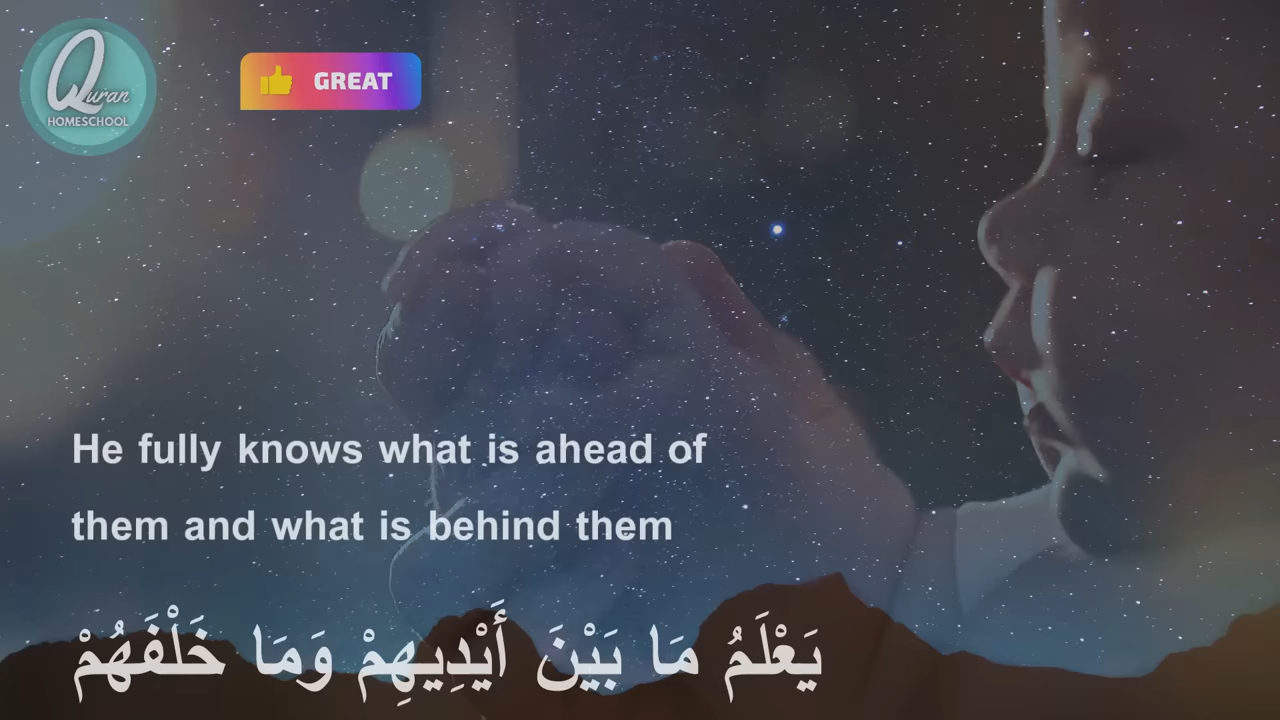 Quran
HOMESCHOOL
GREAT
He fully knows what is ahead of
them and what is behind them
يَعْلَمُ مَا بَيْنَ أَيْدِيهِمْ وَمَا خَلْفَهُمْ